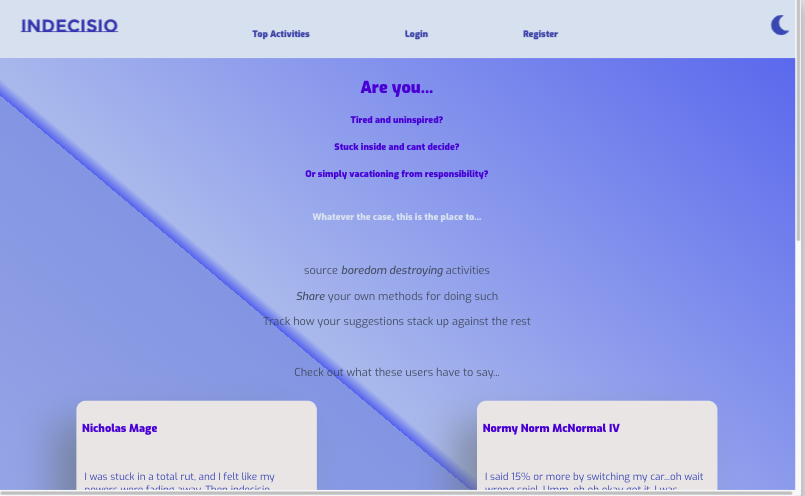 INDECISIO
Top Activities
Login
Register
Are you...
Tired and uninspired?
Stuck inside and cant decide?
Or simply vacationing from responsibility?
Whatever the case, this is the place to...
source boredom destroying activities
Share your own methods for doing such
Track how your suggestions stack up against the rest
Check out what these users have to say...
Nicholas Mage
I was stuck in a total rut, and I felt like my
powers were fading away. Then indecisio
Normy Norm McNormal IV
I said 15% or more by switching my car...oh wait
wrong spiel. Umm, oh oh okay got it. I was